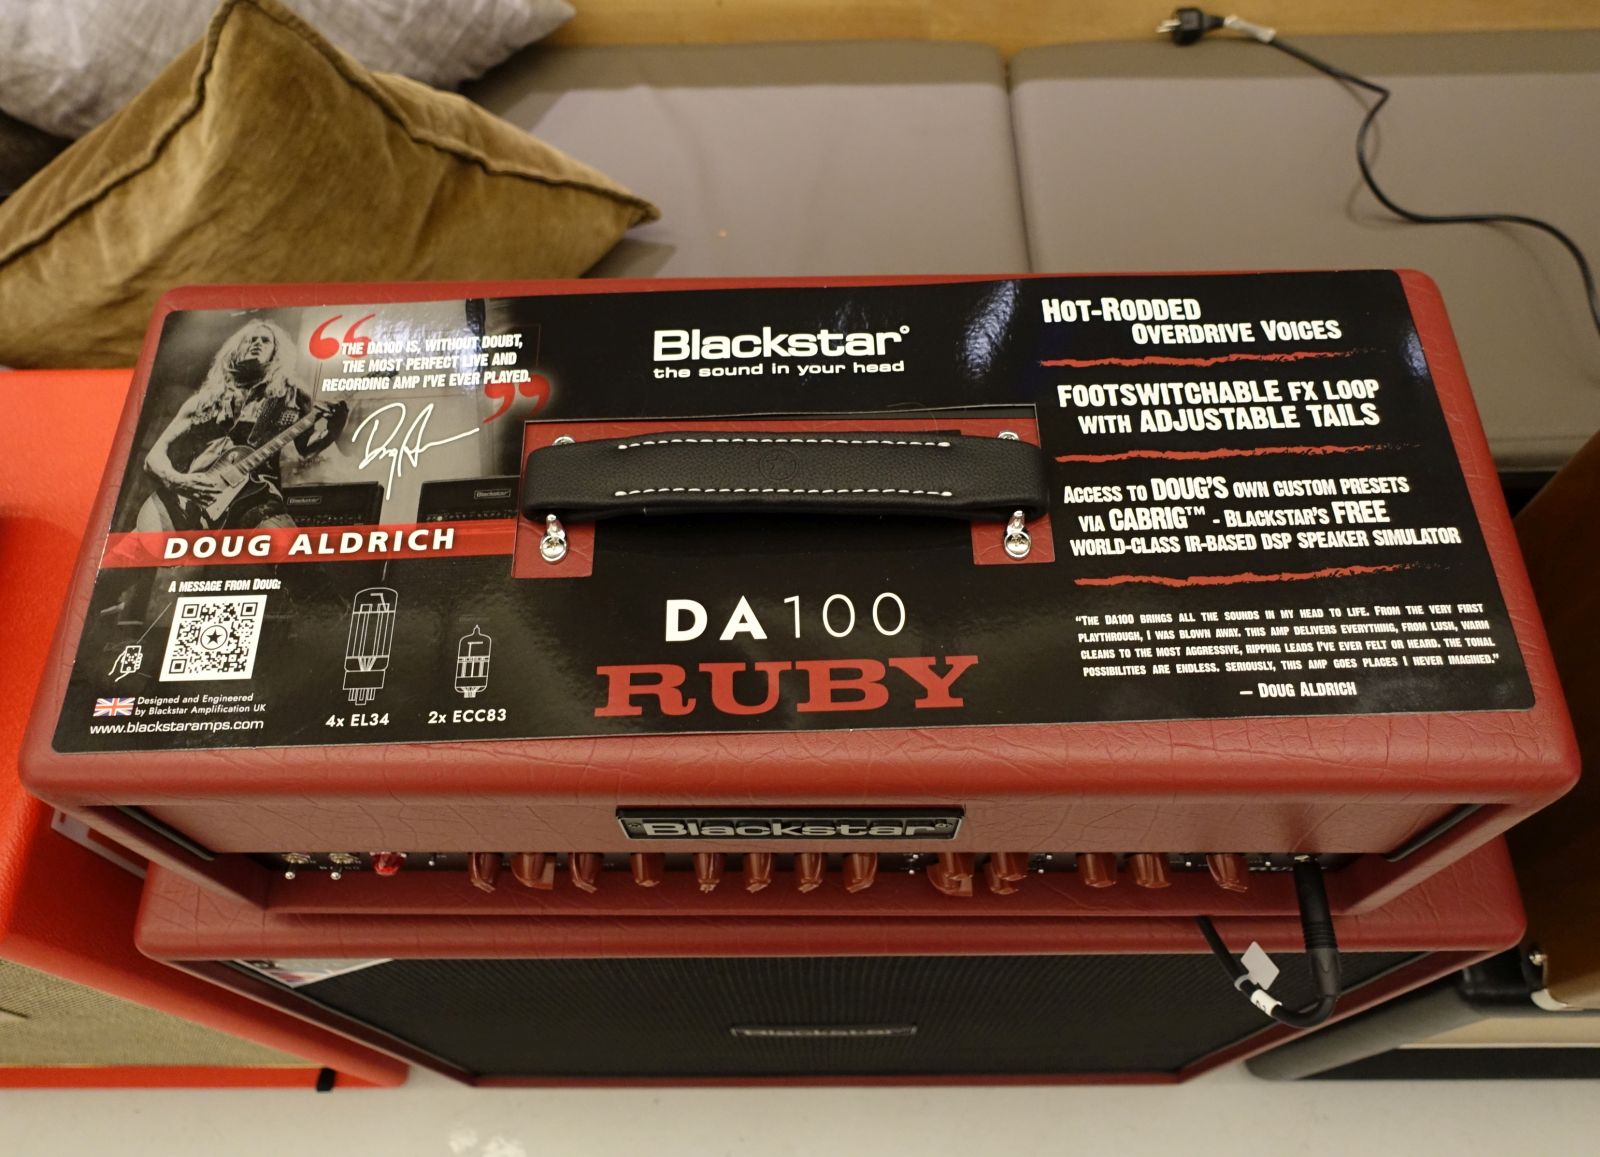 “
THE DA100 IS, WITHOUT DOUBT,
THE MOST PERFECT LIVE AND
RECORDING AMP I'VE EVER PLAYED.
”
DOUG ALDRICH
A MESSAGE FROM DOUG:
Designed and Engineered
by Blackstar Amplification UK
www.blackstaramps.com
4x EL34
2x ECC83
Blackstar
the sound in your head
DA100
RUBY
HOT-RODDED
OVERDRIVE VOICES
FOOTSWITCHABLE FX LOOP
WITH ADJUSTABLE TAILS
ACCESS TO DOUG'S OWN CUSTOM PRESETS
VIA CABRIG™ - BLACKSTAR'S FREE
WORLD-CLASS IR-BASED DSP SPEAKER SIMULATOR
"THE DA100 BRINGS ALL THE SOUNDS IN MY HEAD TO LIFE. FROM THE VERY FIRST
PLAYTHROUGH, I WAS BLOWN AWAY. THIS AMP DELIVERS EVERYTHING, FROM LUSH, WARM
CLEANS TO THE MOST AGGRESSIVE, RIPPING LEADS I'VE EVER FELT OR HEARD. THE TONAL
POSSIBILITIES ARE ENDLESS. SERIOUSLY, THIS AMP GOES PLACES I NEVER IMAGINED."
— DOUG ALDRICH
Blackstar
Blackstar